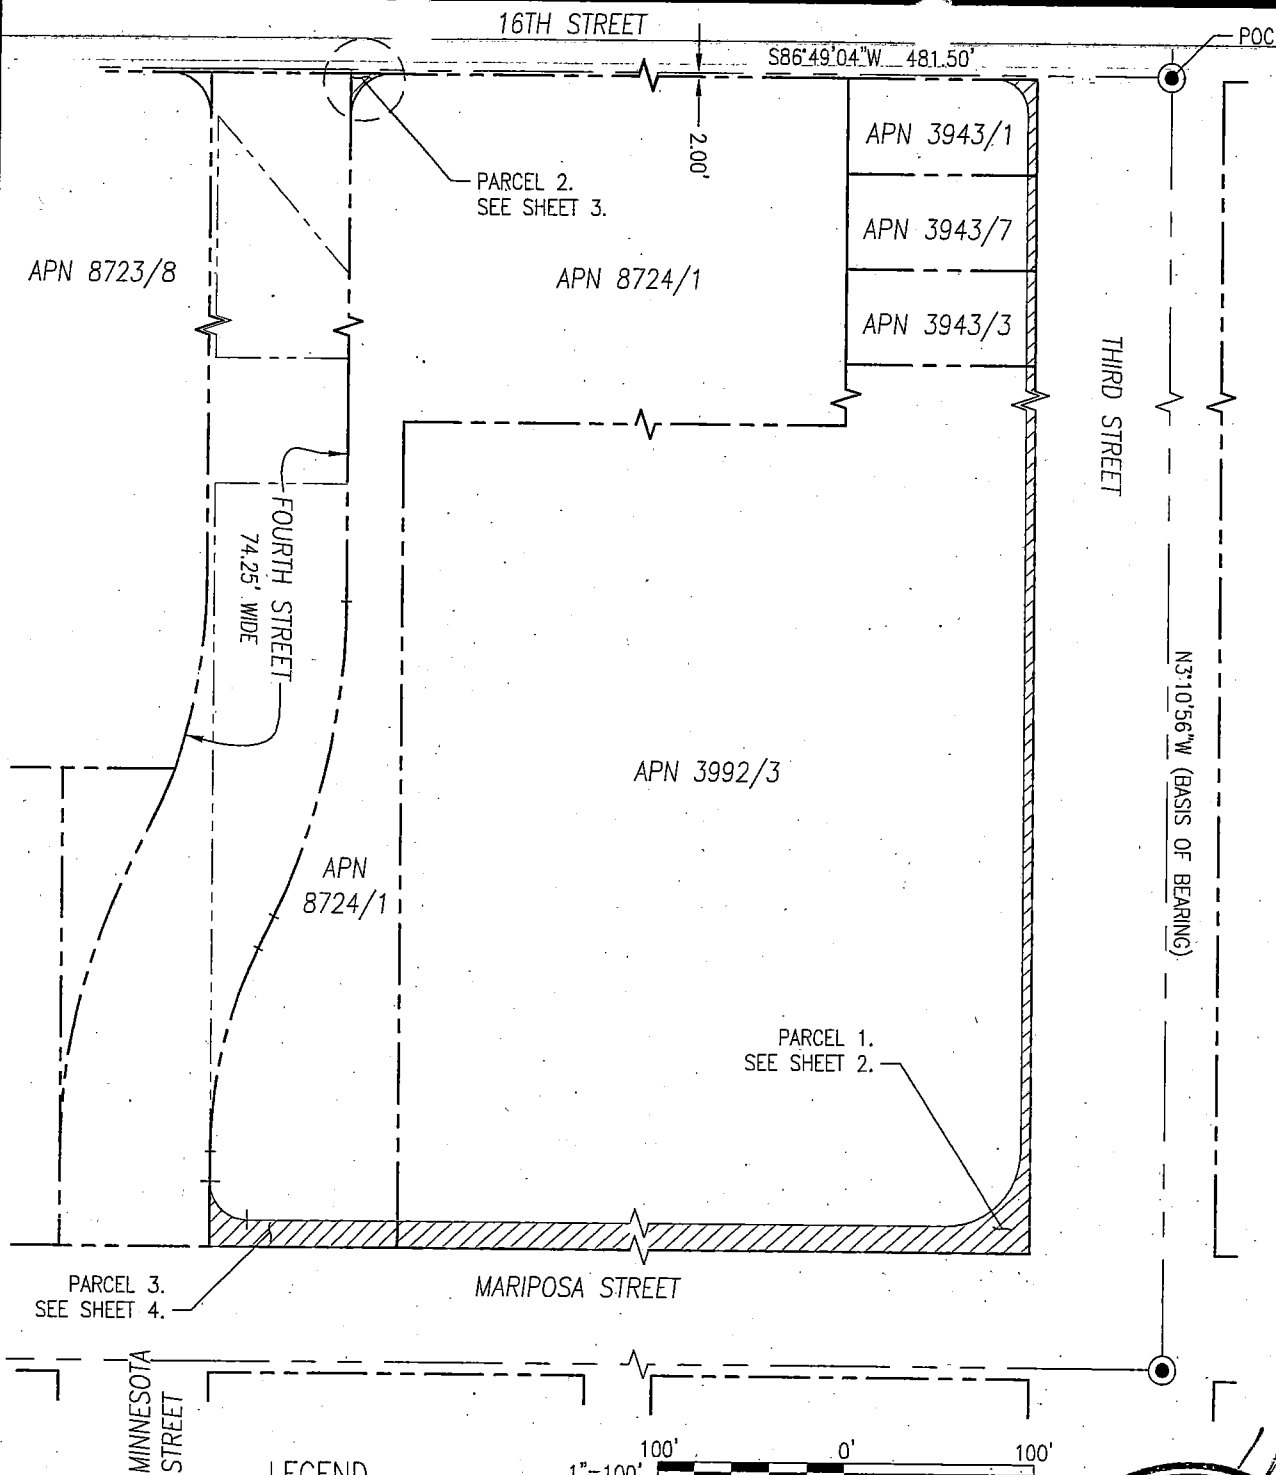 16TH STREET
POC
S86°49'04"W 481.50'
2.00'
APN 3943/1
PARCEL 2.
SEE SHEET 3.
APN 3943/7
APN 8723/8
APN 8724/1
APN 3943/3
THIRD STREET
FOURTH STREET
74.25' WIDE
N3°10'56"W (BASIS OF BEARING)
APN 3992/3
APN
8724/1
PARCEL 1.
SEE SHEET 2.
PARCEL 3.
SEE SHEET 4.
MARIPOSA STREET
MINNESOTA
STREET
LEGEND
100' 0' 100'
1"=100'